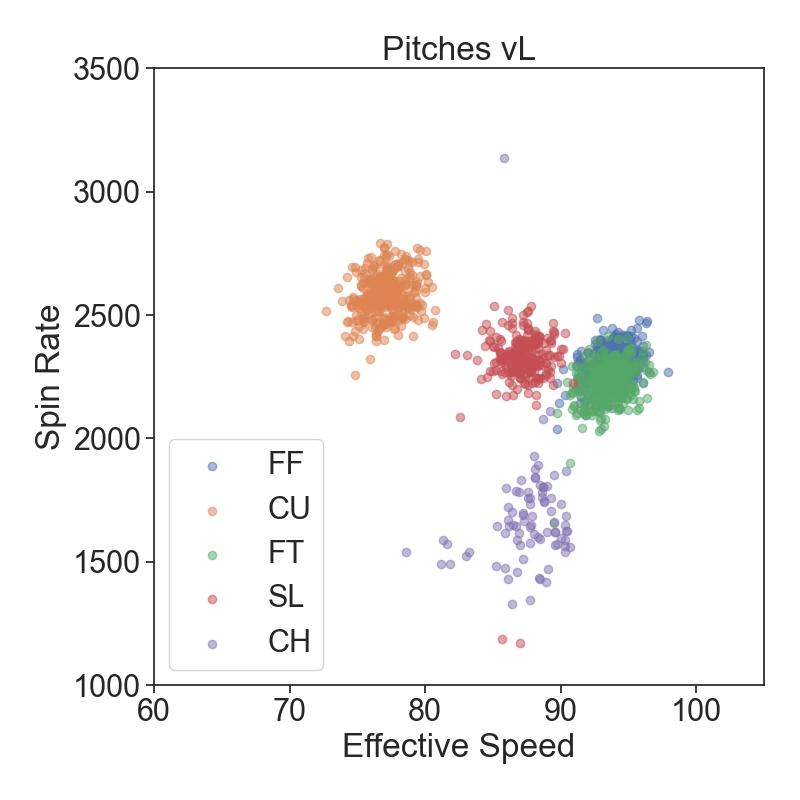 Pitches vL
3500
3000
2500
2000
1500
1000
Spin Rate
FF
CU
FT
SL
CH
60 70 80 90 100
Effective Speed